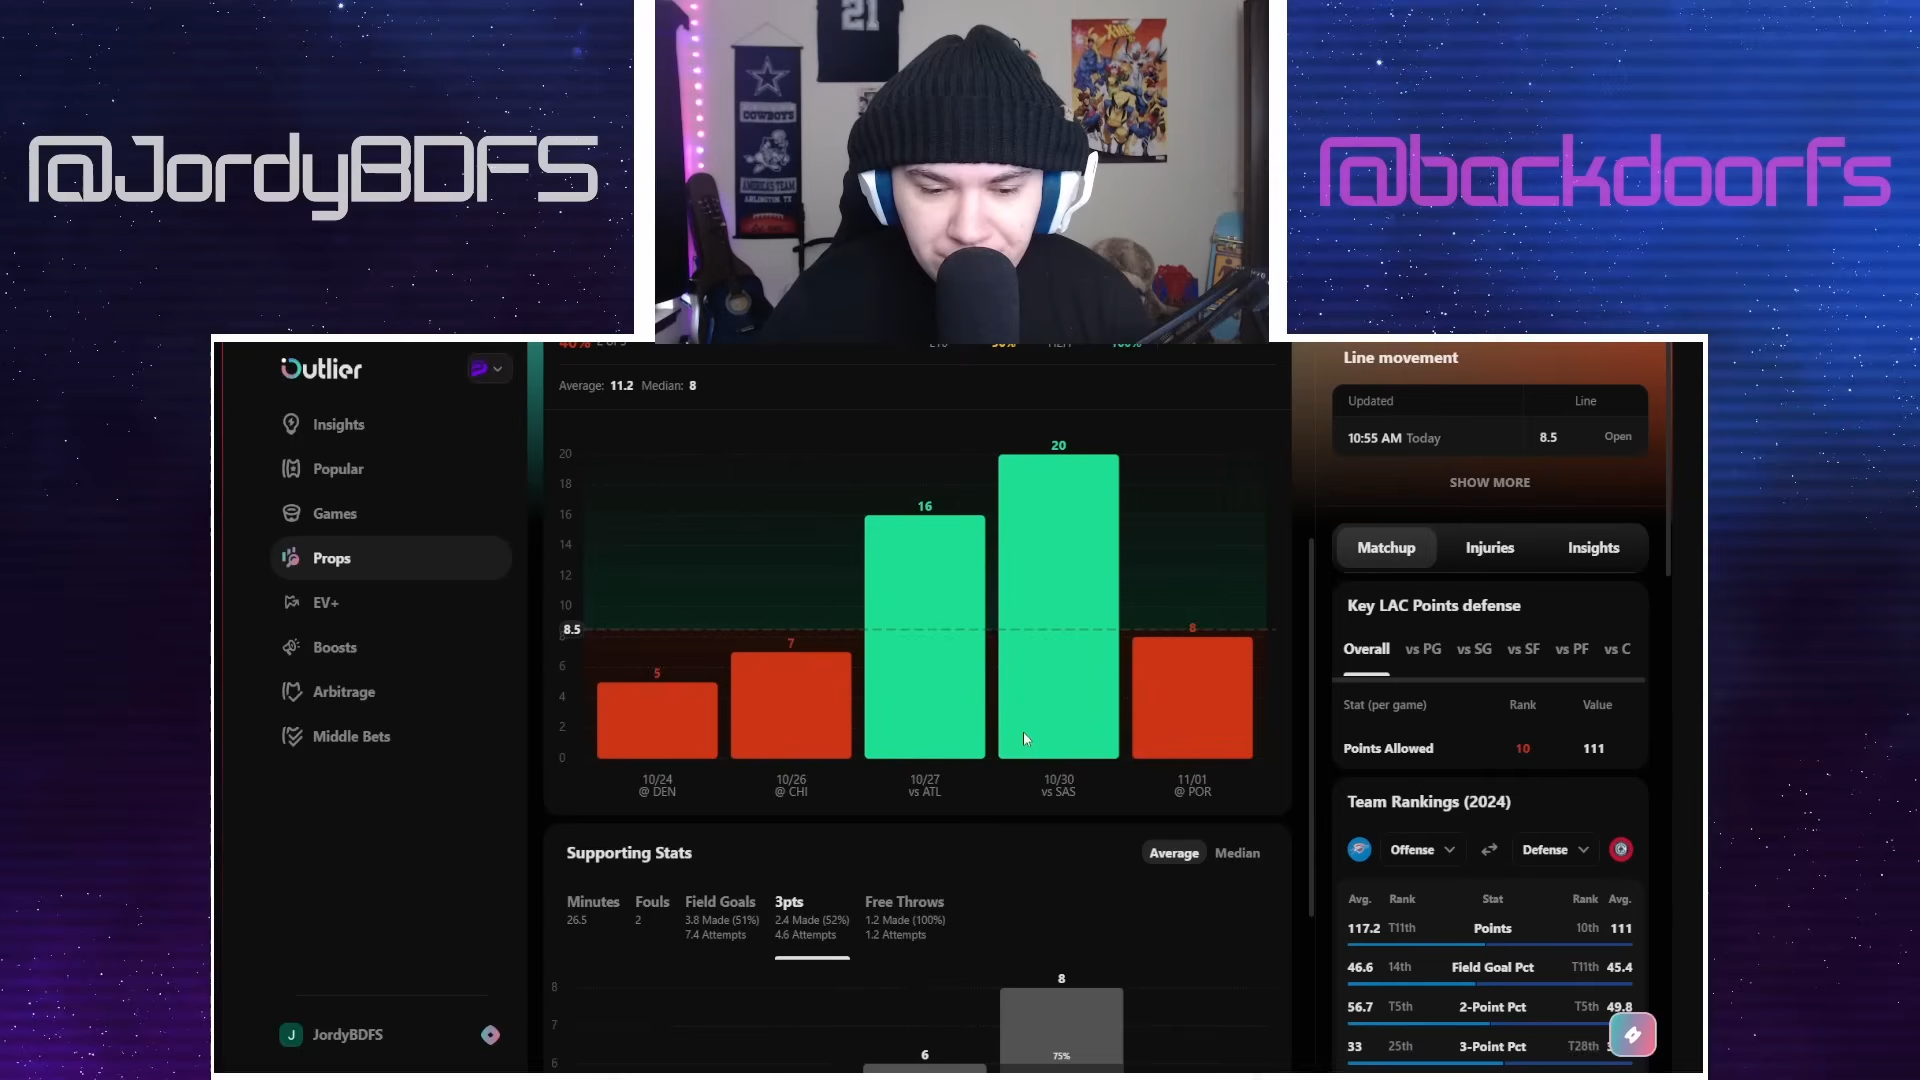 @JordyBDFS
@backdoorfs
21
X-MEN
COWBOYS
AMERICA'S TEAM
ARLINGTON, TX
Outlier
Insights
Popular
Games
Props
EV+
Boosts
Arbitrage
Middle Bets
J JordyBDFS
Average: 11.2 Median: 8
20
18
16
14
12
10
8.5
6
4
2
0
5
7
16
20
8
10/24
@ DEN
10/26
@ CHI
10/27
vs ATL
10/30
vs SAS
11/01
@ POR
Supporting Stats
Average Median
Minutes Fouls Field Goals 3pts Free Throws
26.5 2 3.8 Made (51%) 2.4 Made (52%) 1.2 Made (100%)
7.4 Attempts 4.6 Attempts 1.2 Attempts
8
7
6
8
6
75%
Line movement
Updated Line
10:55 AM Today 8.5 Open
SHOW MORE
Matchup Injuries Insights
Key LAC Points defense
Overall vs PG vs SG vs SF vs PF vs C
Stat (per game) Rank Value
Points Allowed 10 111
Team Rankings (2024)
Offense Defense
Avg. Rank Stat Rank Avg.
117.2 T11th Points 10th 111
46.6 14th Field Goal Pct T11th 45.4
56.7 T5th 2-Point Pct T5th 49.8
33 25th 3-Point Pct T28th